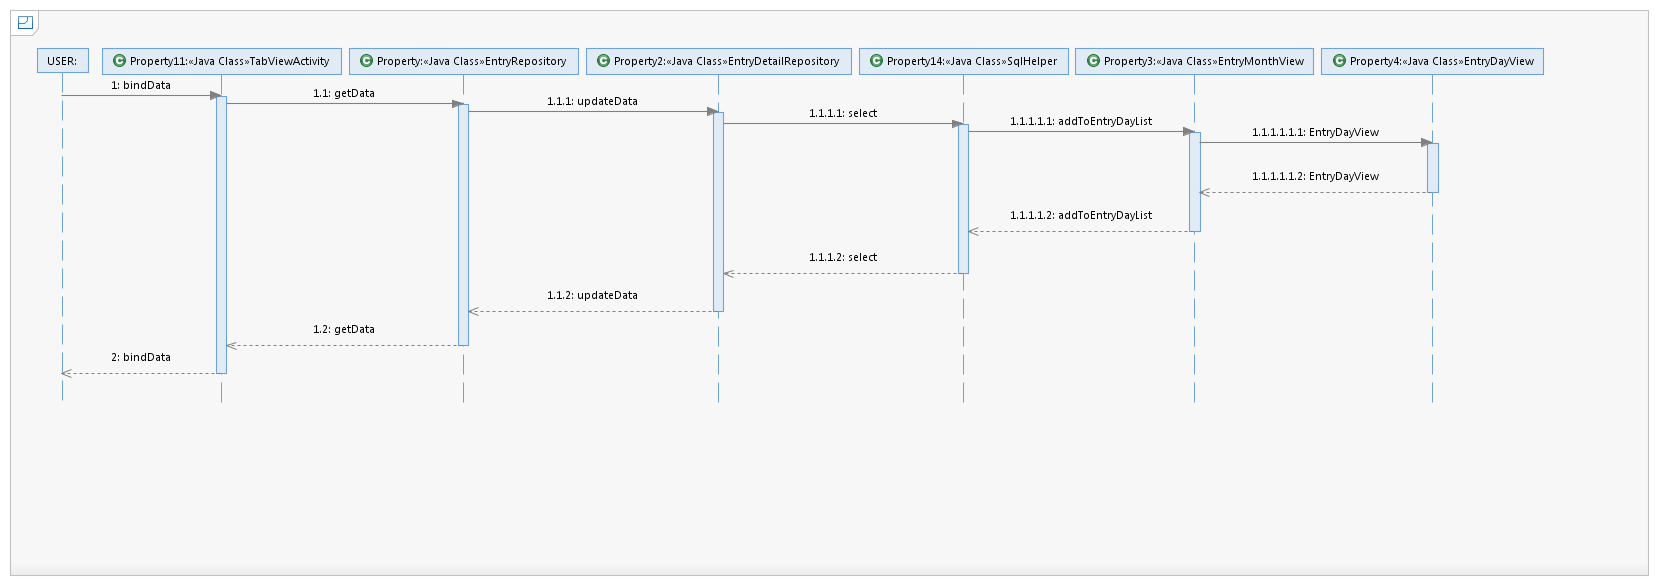 USER:
C Property11:«Java Class»TabViewActivity
C Property:«Java Class»EntryRepository
C Property2:«Java Class»EntryDetailRepository
C Property14:«Java Class»SqlHelper
C Property3:«Java Class»EntryMonthView
C Property4:«Java Class»EntryDayView
1: bindData
1.1: getData
1.1.1: updateData
1.1.1.1: select
1.1.1.1.1: addToEntryDayList
1.1.1.1.1.1: EntryDayView
1.1.1.1.1.2: EntryDayView
1.1.1.1.2: addToEntryDayList
1.1.1.2: select
1.1.2: updateData
1.2: getData
2: bindData